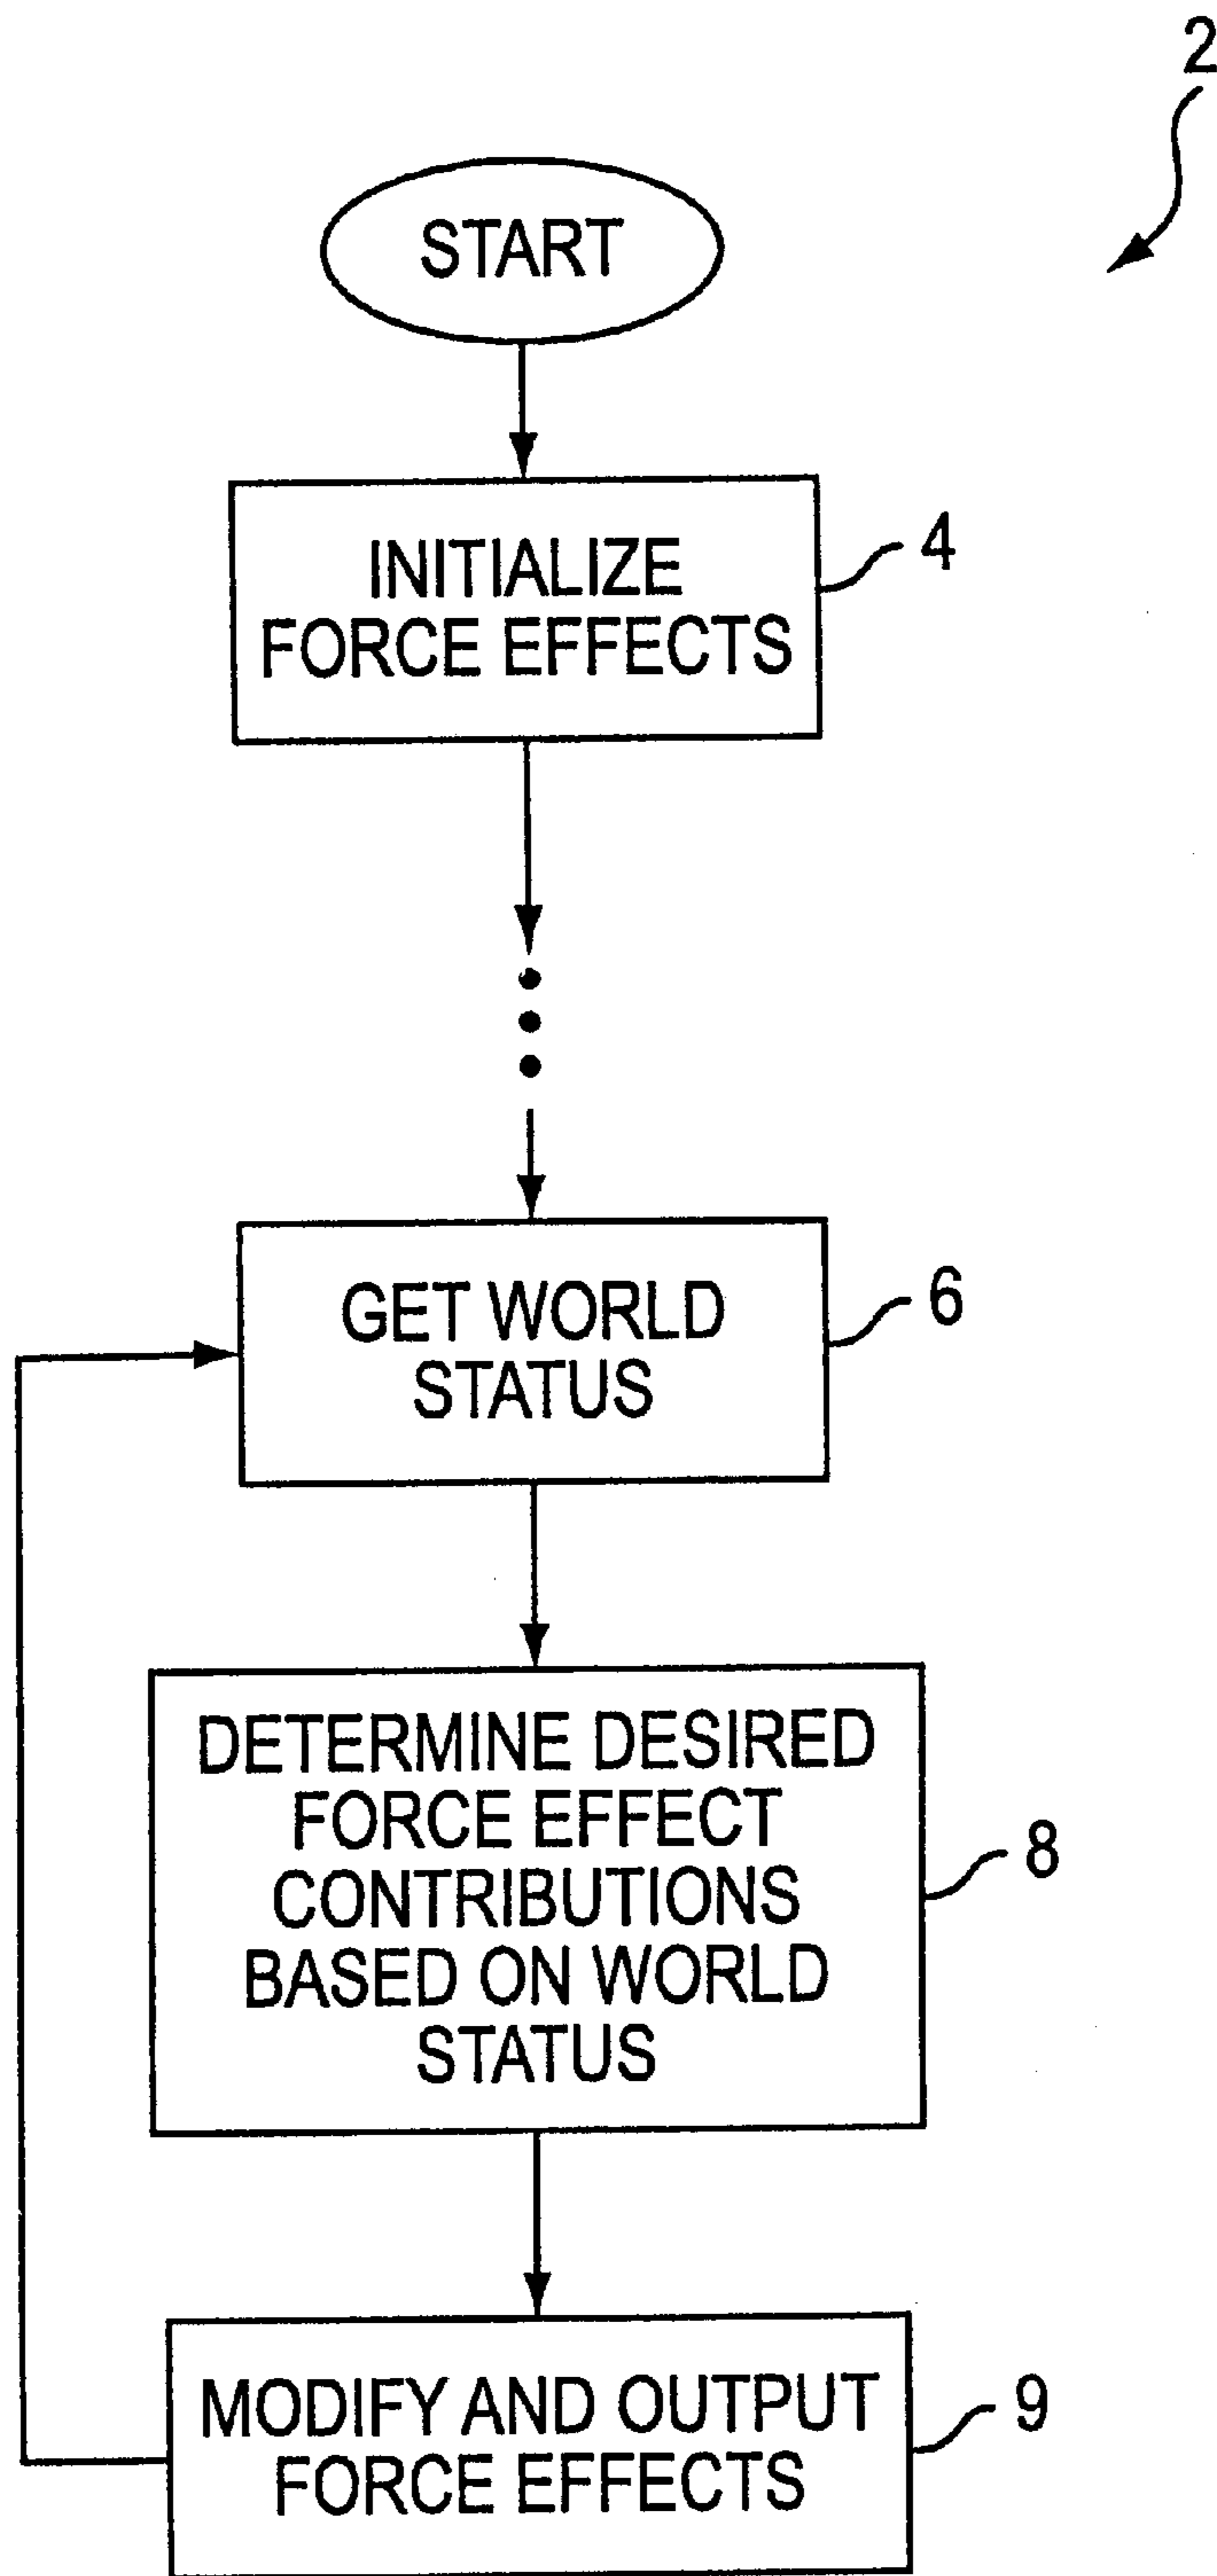 2
START
INITIALIZE
FORCE EFFECTS
4
GET WORLD
STATUS
6
DETERMINE DESIRED
FORCE EFFECT
CONTRIBUTIONS
BASED ON WORLD
STATUS
8
MODIFY AND OUTPUT
FORCE EFFECTS
9